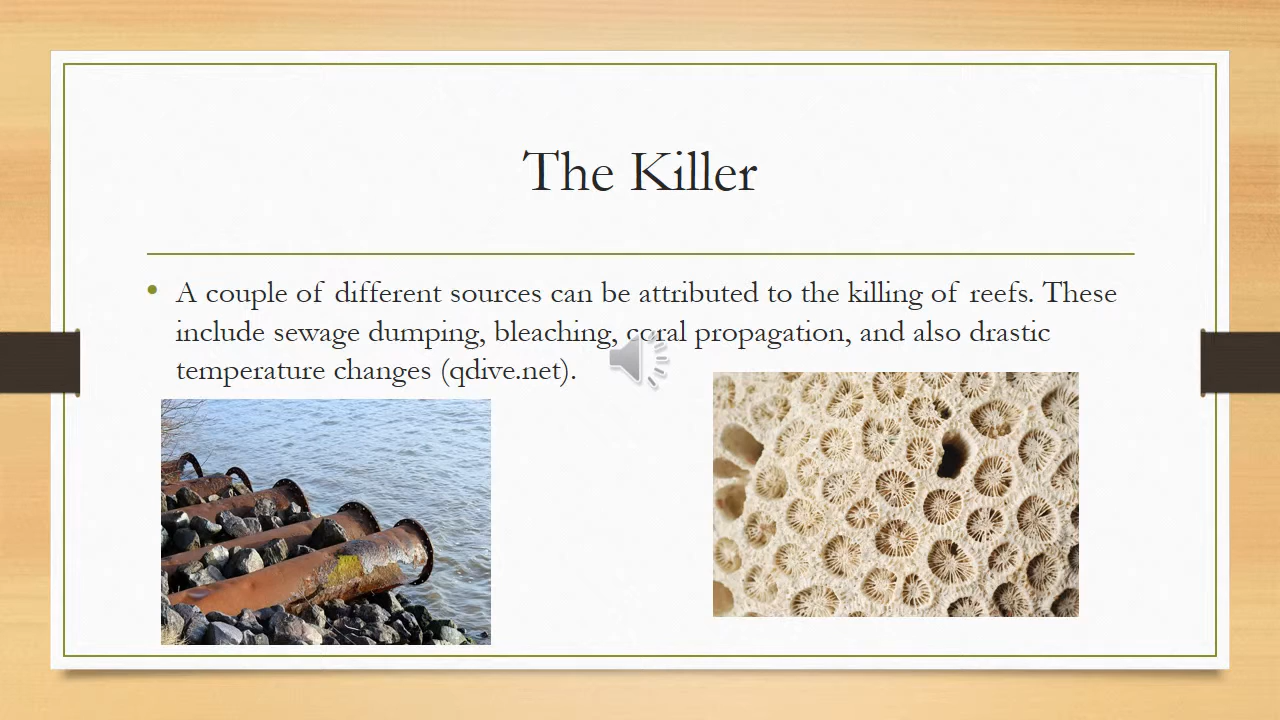 The Killer
• A couple of different sources can be attributed to the killing of reefs. These
include sewage dumping, bleaching, coral propagation, and also drastic
temperature changes (qdive.net).